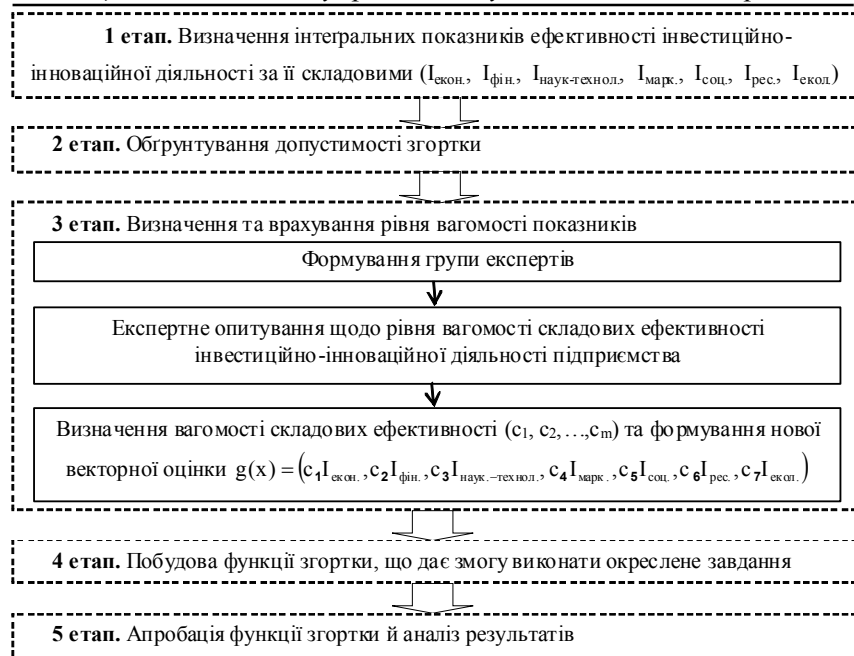 1 етап. Визначення інтегральних показників ефективності інвестиційно-
інноваційної діяльності за її складовими (Iекон., Iфін., Iнаук-технол., Iмарк., Iсоц., Iрес., Iекол.)
2 етап. Обґрунтування допустимості згортки
3 етап. Визначення та врахування рівня вагомості показників
Формування групи експертів
Експертне опитування щодо рівня вагомості складових ефективності
інвестиційно-інноваційної діяльності підприємства
Визначення вагомості складових ефективності (c1, c2, …,cm) та формування нової
векторної оцінки g(x) = (c1Iекон.,c2Iфін.,c3Iнаук.−технол.,c4Iмарк.,c5Iсоц.,c6Iрес.,c7Iекол.)
4 етап. Побудова функції згортки, що дає змогу виконати окреслене завдання
5 етап. Апробація функції згортки й аналіз результатів